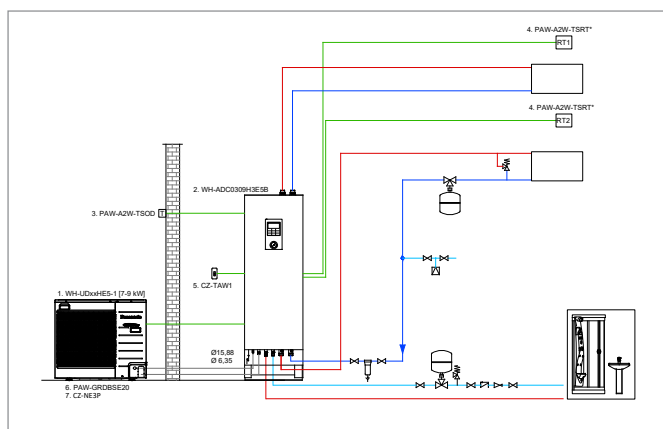 4. PAW-A2W-TSRT*
RT1
4. PAW-A2W-TSRT*
RT2
2. WH-ADC0309H3E5B
3. PAW-A2W-TSOD T
5. CZ-TAW1
1. WH-UDxxHE5-1 [7-9 kW]
Ø15,88
Ø 6,35
6. PAW-GRDBSE20
7. CZ-NE3P